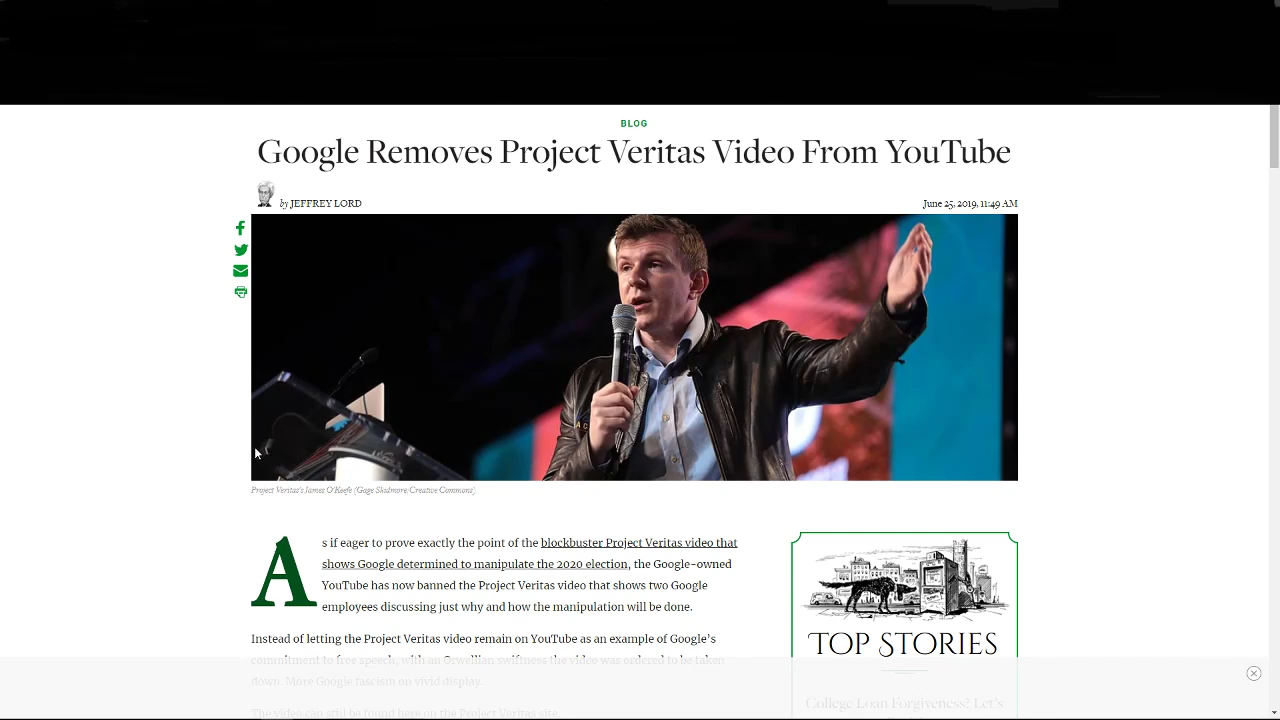 BLOG
Google Removes Project Veritas Video From YouTube
by JEFFREY LORD
June 25, 2019, 11:49 AM
Project Veritas's James O'Keefe (Gage Skidmore/Creative Commons)
As if eager to prove exactly the point of the blockbuster Project Veritas video that
shows Google determined to manipulate the 2020 election, the Google-owned
YouTube has now banned the Project Veritas video that shows two Google
employees discussing just why and how the manipulation will be done.
Instead of letting the Project Veritas video remain on YouTube as an example of Google's
commitment to free speech, with an Orwellian swiftness the video was ordered to be taken
down. More Google fascism on vivid display.
The video can still be found here on the Project Veritas site.
TOP STORIES
College Loan Forgiveness? Let's